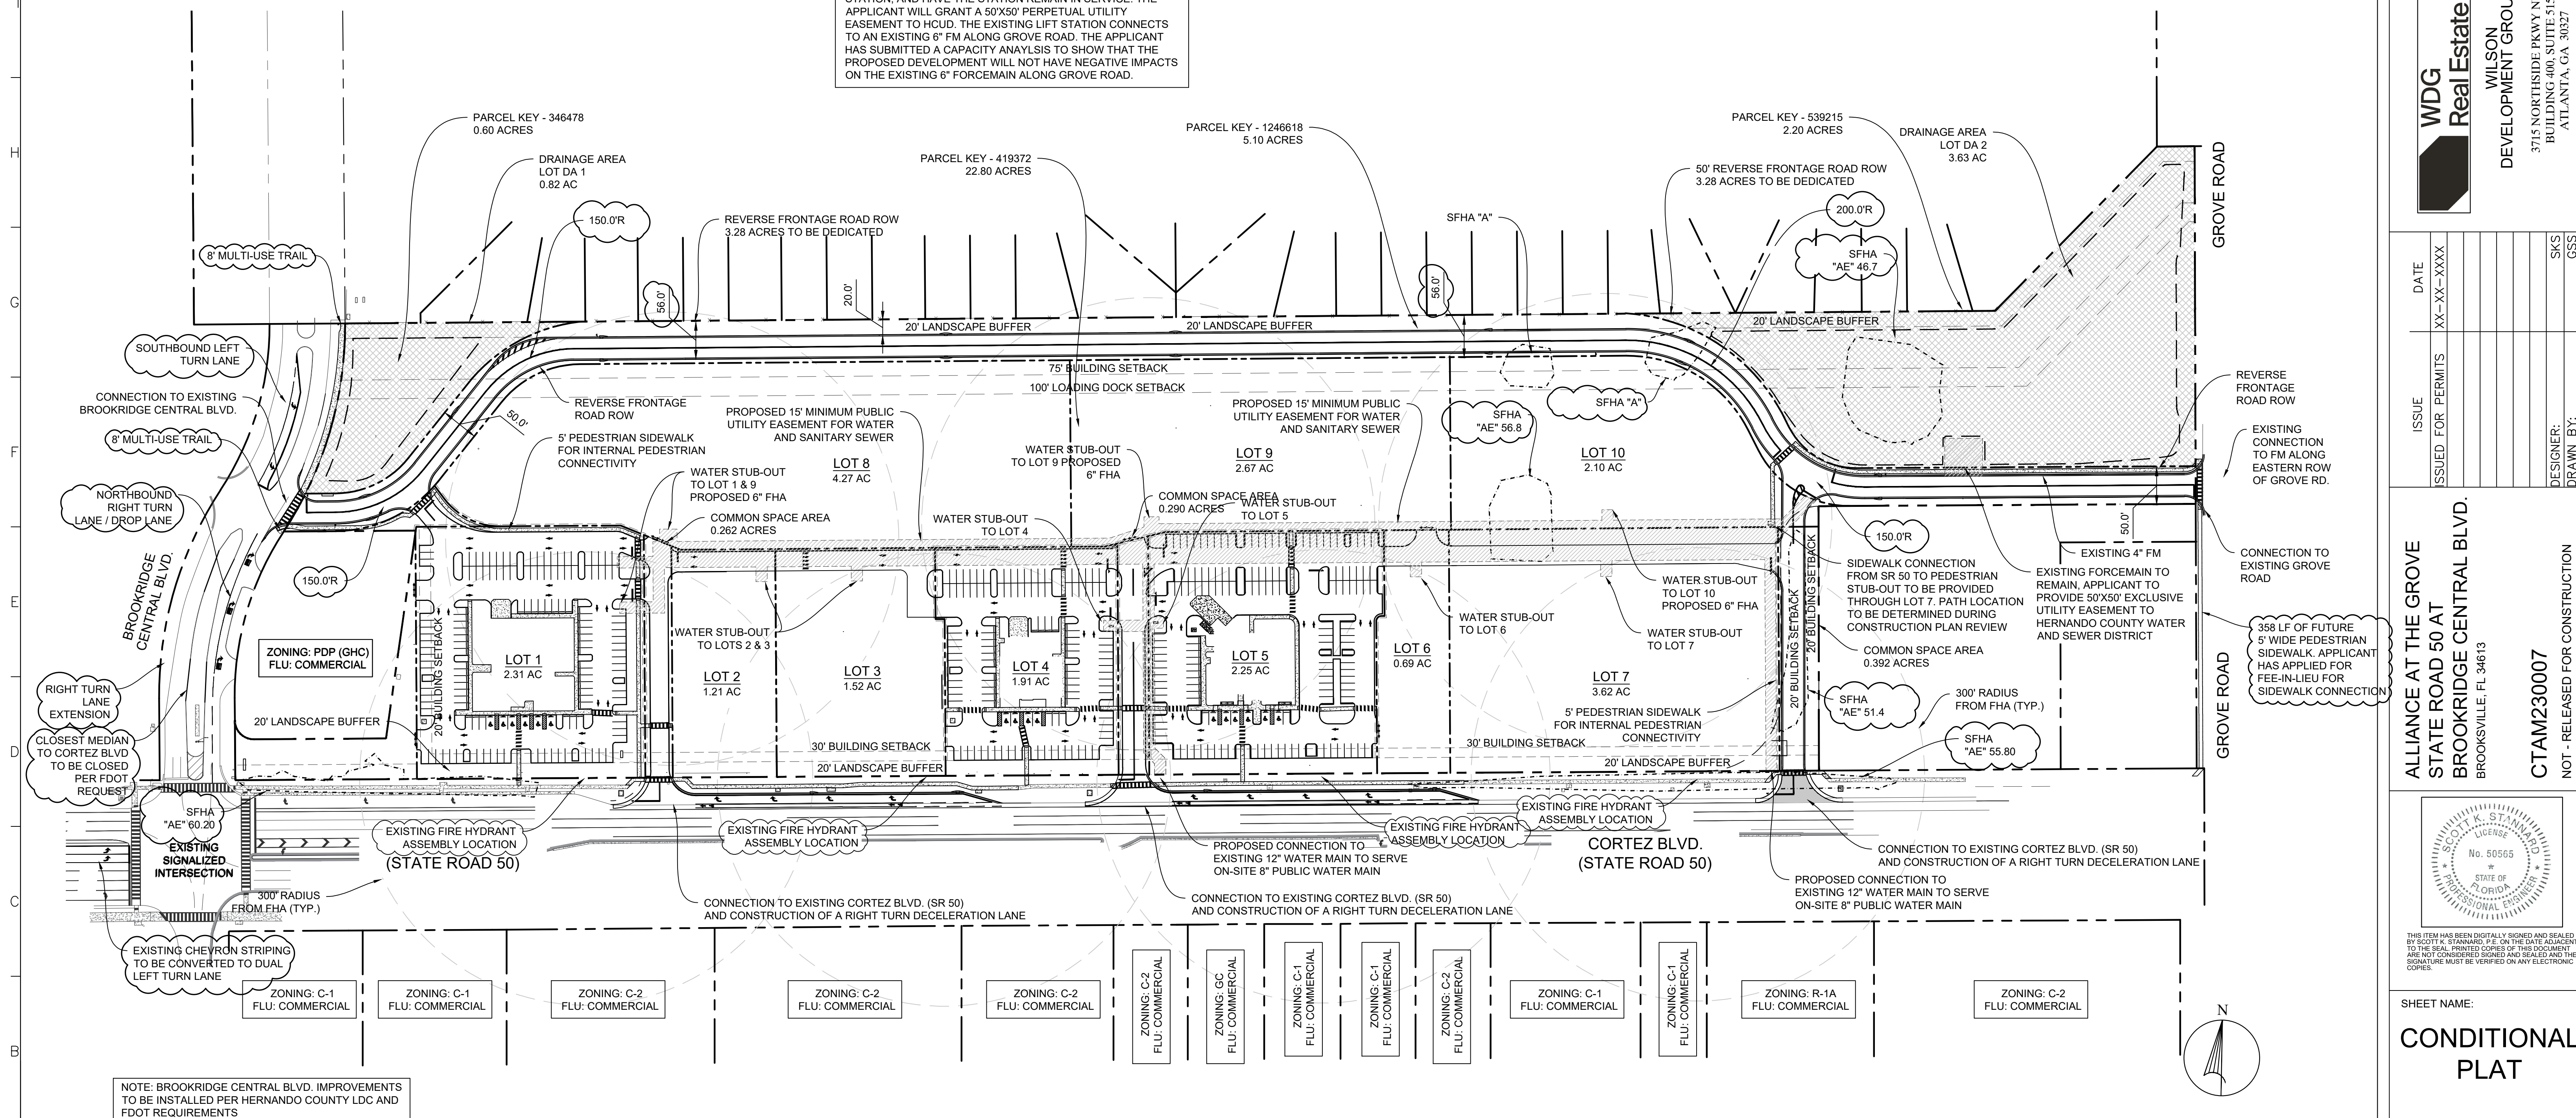 STATION, AND HAVE THE STATION REMAIN IN SERVICE. THE
APPLICANT WILL GRANT A 50'X50' PERPETUAL UTILITY
EASEMENT TO HCUD. THE EXISTING LIFT STATION CONNECTS
TO AN EXISTING 6" FM ALONG GROVE ROAD. THE APPLICANT
HAS SUBMITTED A CAPACITY ANAYLSIS TO SHOW THAT THE
PROPOSED DEVELOPMENT WILL NOT HAVE NEGATIVE IMPACTS
ON THE EXISTING 6" FORCEMAIN ALONG GROVE ROAD.
PARCEL KEY - 346478
0.60 ACRES
DRAINAGE AREA
LOT DA 1
0.82 AC
150.0'R
REVERSE FRONTAGE ROAD ROW
3.28 ACRES TO BE DEDICATED
PARCEL KEY - 419372
22.80 ACRES
PARCEL KEY - 1246618
5.10 ACRES
PARCEL KEY - 539215
2.20 ACRES
DRAINAGE AREA
LOT DA 2
3.63 AC
50' REVERSE FRONTAGE ROAD ROW
3.28 ACRES TO BE DEDICATED
SFHA "A"
200.0'R
SFHA
"AE" 46.7
GROVE ROAD
H
G
F
E
D
C
B
8' MULTI-USE TRAIL
56.0'
20.0'
56.0'
20' LANDSCAPE BUFFER
20' LANDSCAPE BUFFER
20' LANDSCAPE BUFFER
SOUTHBOUND LEFT
TURN LANE
CONNECTION TO EXISTING
BROOKRIDGE CENTRAL BLVD.
8' MULTI-USE TRAIL
NORTHBOUND
RIGHT TURN
LANE / DROP LANE
BROOKRIDGE
CENTRAL BLVD.
75' BUILDING SETBACK
100' LOADING DOCK SETBACK
REVERSE FRONTAGE
ROAD ROW
50.0'
5' PEDESTRIAN SIDEWALK
FOR INTERNAL PEDESTRIAN
CONNECTIVITY
PROPOSED 15' MINIMUM PUBLIC
UTILITY EASEMENT FOR WATER
AND SANITARY SEWER
WATER STUB-OUT
TO LOT 1 & 9
PROPOSED 6" FHA
COMMON SPACE AREA
0.262 ACRES
LOT 8
4.27 AC
WATER STUB-OUT
TO LOT 4
WATER STUB-OUT
TO LOT 9 PROPOSED
6" FHA
PROPOSED 15' MINIMUM PUBLIC
UTILITY EASEMENT FOR WATER
AND SANITARY SEWER
LOT 9
2.67 AC
COMMON SPACE AREA
0.290 ACRES
WATER STUB-OUT
TO LOT 5
SFHA
"AE" 56.8
SFHA "A"
LOT 10
2.10 AC
REVERSE
FRONTAGE
ROAD ROW
EXISTING
CONNECTION
TO FM ALONG
EASTERN ROW
OF GROVE RD.
50.0'
150.0'R
EXISTING 4" FM
CONNECTION TO
EXISTING GROVE
ROAD
SIDEWALK CONNECTION
FROM SR 50 TO PEDESTRIAN
STUB-OUT TO BE PROVIDED
THROUGH LOT 7. PATH LOCATION
TO BE DETERMINED DURING
CONSTRUCTION PLAN REVIEW
EXISTING FORCEMAIN TO
REMAIN, APPLICANT TO
PROVIDE 50'X50' EXCLUSIVE
UTILITY EASEMENT TO
HERNANDO COUNTY WATER
AND SEWER DISTRICT
358 LF OF FUTURE
5' WIDE PEDESTRIAN
SIDEWALK. APPLICANT
HAS APPLIED FOR
FEE-IN-LIEU FOR
SIDEWALK CONNECTION
150.0'R
ZONING: PDP (GHC)
FLU: COMMERCIAL
20' BUILDING SETBACK
LOT 1
2.31 AC
WATER STUB-OUT
TO LOTS 2 & 3
LOT 2
1.21 AC
LOT 3
1.52 AC
LOT 4
1.91 AC
LOT 5
2.25 AC
LOT 6
0.69 AC
WATER STUB-OUT
TO LOT 6
WATER STUB-OUT
TO LOT 10
PROPOSED 6" FHA
WATER STUB-OUT
TO LOT 7
LOT 7
3.62 AC
20' BUILDING SETBACK
20' BUILDING SETBACK
COMMON SPACE AREA
0.392 ACRES
SFHA
"AE" 51.4
300' RADIUS
FROM FHA (TYP.)
SFHA
"AE" 55.80
GROVE ROAD
RIGHT TURN
LANE
EXTENSION
CLOSEST MEDIAN
TO CORTEZ BLVD
TO BE CLOSED
PER FDOT
REQUEST
20' LANDSCAPE BUFFER
30' BUILDING SETBACK
20' LANDSCAPE BUFFER
5' PEDESTRIAN SIDEWALK
FOR INTERNAL PEDESTRIAN
CONNECTIVITY
30' BUILDING SETBACK
20' LANDSCAPE BUFFER
SFHA
"AE" 60.20
EXISTING
SIGNALIZED
INTERSECTION
EXISTING FIRE HYDRANT
ASSEMBLY LOCATION
(STATE ROAD 50)
EXISTING FIRE HYDRANT
ASSEMBLY LOCATION
EXISTING FIRE HYDRANT
ASSEMBLY LOCATION
EXISTING FIRE HYDRANT
ASSEMBLY LOCATION
CORTEZ BLVD.
(STATE ROAD 50)
300' RADIUS
FROM FHA (TYP.)
CONNECTION TO EXISTING CORTEZ BLVD. (SR 50)
AND CONSTRUCTION OF A RIGHT TURN DECELERATION LANE
PROPOSED CONNECTION TO
EXISTING 12" WATER MAIN TO SERVE
ON-SITE 8" PUBLIC WATER MAIN
CONNECTION TO EXISTING CORTEZ BLVD. (SR 50)
AND CONSTRUCTION OF A RIGHT TURN DECELERATION LANE
CONNECTION TO EXISTING CORTEZ BLVD. (SR 50)
AND CONSTRUCTION OF A RIGHT TURN DECELERATION LANE
PROPOSED CONNECTION TO
EXISTING 12" WATER MAIN TO SERVE
ON-SITE 8" PUBLIC WATER MAIN
EXISTING CHEVRON STRIPING
TO BE CONVERTED TO DUAL
LEFT TURN LANE
ZONING: C-1
FLU: COMMERCIAL
ZONING: C-1
FLU: COMMERCIAL
ZONING: C-2
FLU: COMMERCIAL
ZONING: C-2
FLU: COMMERCIAL
ZONING: C-2
FLU: COMMERCIAL
ZONING: C-2
FLU: COMMERCIAL
ZONING: GC
FLU: COMMERCIAL
ZONING: C-1
FLU: COMMERCIAL
ZONING: C-1
FLU: COMMERCIAL
ZONING: C-2
FLU: COMMERCIAL
ZONING: C-1
FLU: COMMERCIAL
ZONING: C-1
FLU: COMMERCIAL
ZONING: R-1A
FLU: COMMERCIAL
ZONING: C-2
FLU: COMMERCIAL
N
NOTE: BROOKRIDGE CENTRAL BLVD. IMPROVEMENTS
TO BE INSTALLED PER HERNANDO COUNTY LDC AND
FDOT REQUIREMENTS
WDG
Real Estate
WILSON
DEVELOPMENT GROU
3715 NORTHSIDE PKWY N
BUILDING 400, SUITE 515
ATLANTA, GA 30327
ISSUE
DATE
ISSUED FOR PERMITS
XX-XX-XXXX
DESIGNER:
SKS
DRAWN BY:
GSS
ALLIANCE AT THE GROVE
STATE ROAD 50 AT
BROOKRIDGE CENTRAL BLVD.
BROOKSVILLE, FL 34613
CTAM230007
NOT - RELEASED FOR CONSTRUCTION
SCOTT K. STANNARD
LICENSE
No. 50565
STATE OF
FLORIDA
PROFESSIONAL ENGINEER
THIS ITEM HAS BEEN DIGITALLY SIGNED AND SEALED
BY SCOTT K. STANNARD, P.E. ON THE DATE ADJACENT
TO THE SEAL. PRINTED COPIES OF THIS DOCUMENT
ARE NOT CONSIDERED SIGNED AND SEALED AND THE
SIGNATURE MUST BE VERIFIED ON ANY ELECTRONIC
COPIES.
SHEET NAME:
CONDITIONAL
PLAT